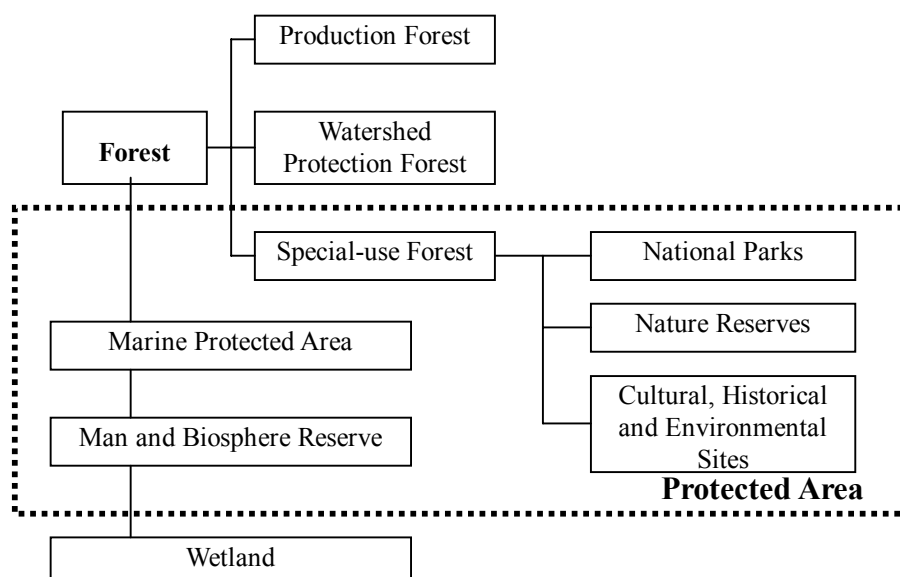 Production Forest
Watershed
Protection Forest
Forest
Special-use Forest
National Parks
Nature Reserves
Marine Protected Area
Cultural, Historical
and Environmental
Sites
Man and Biosphere Reserve
Protected Area
Wetland